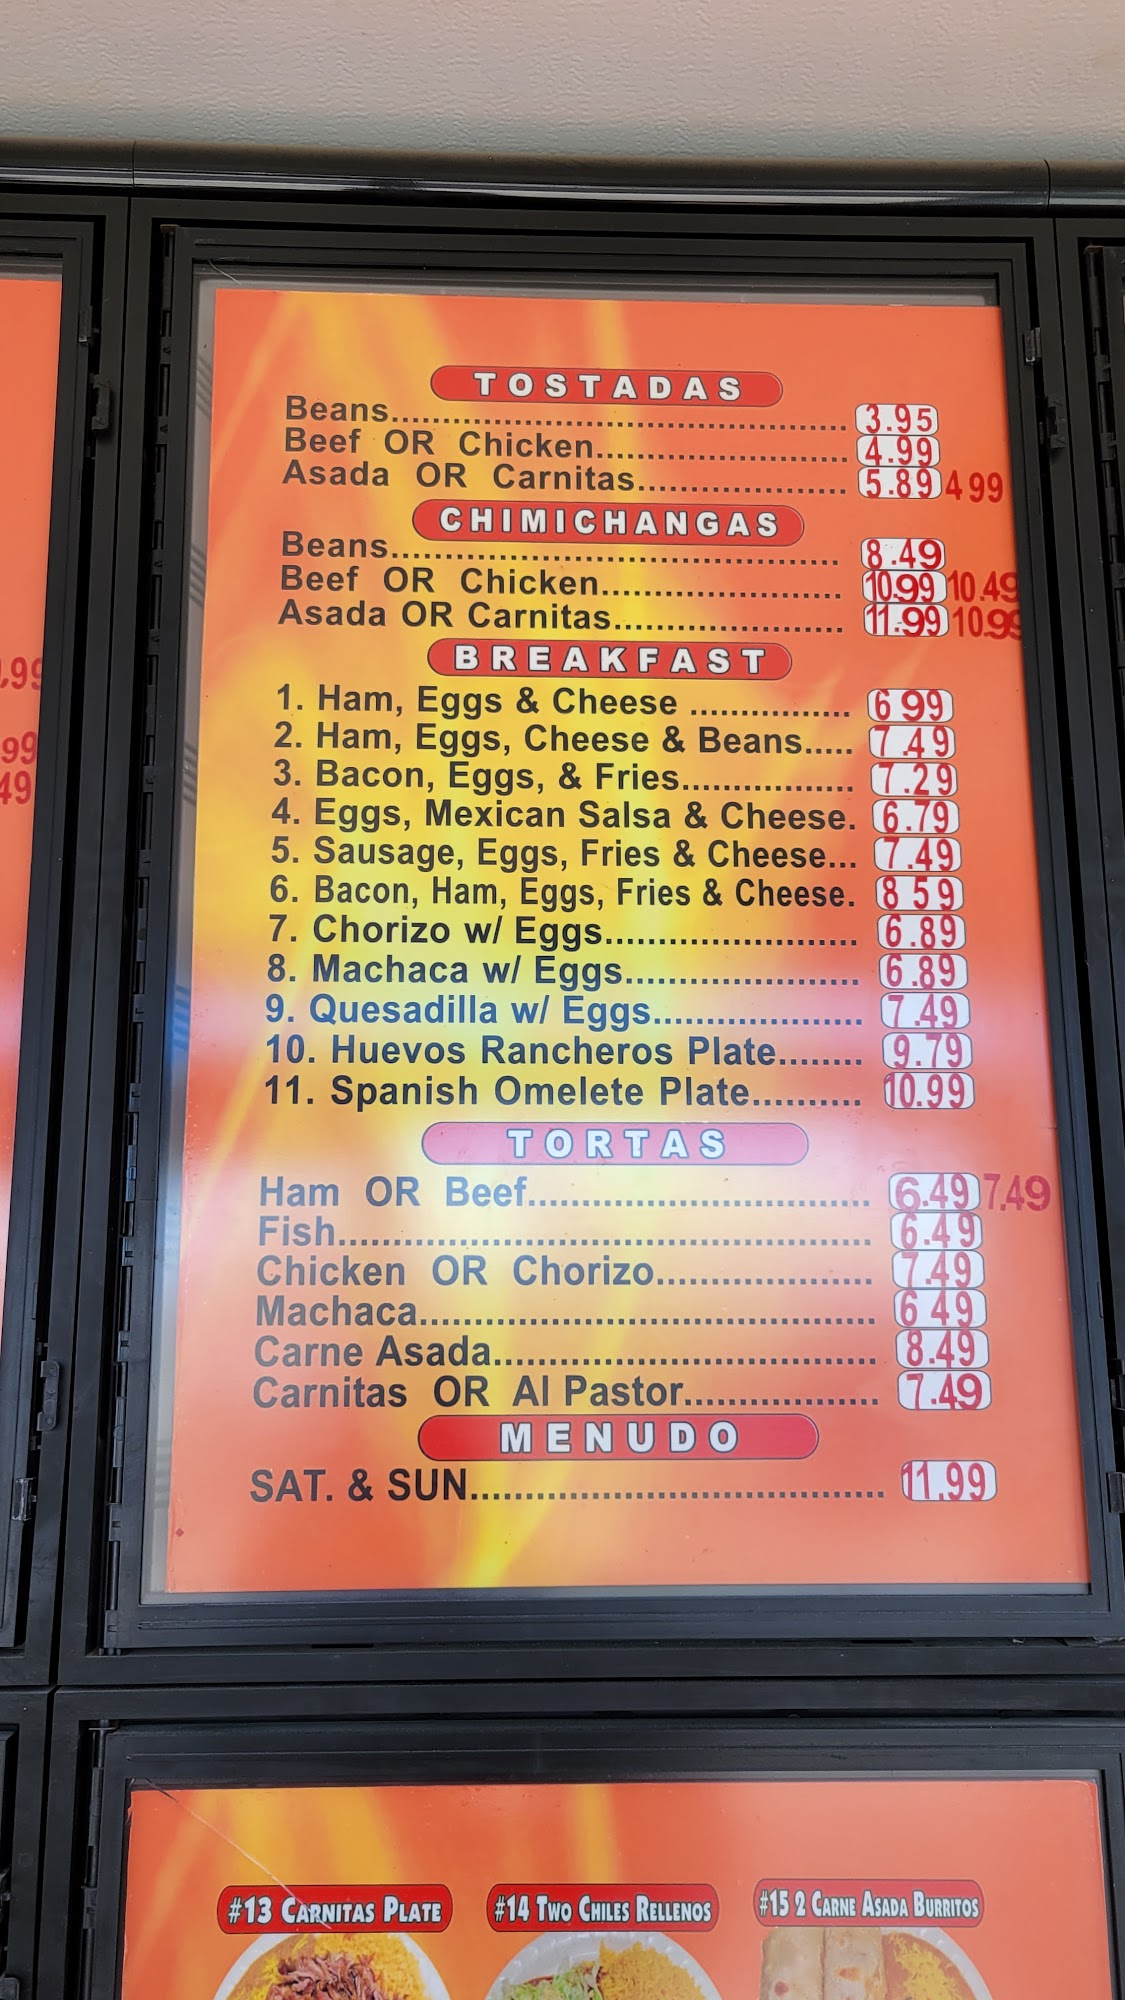 TOSTADAS
Beans............................................ 3.95
Beef OR Chicken........................ 4.99
Asada OR Carnitas.................... 5.89 4 99
CHIMICHANGAS
Beans............................................ 8.49
Beef OR Chicken....................... 10.99 10.49
Asada OR Carnitas...................... 11.99 10.99
BREAKFAST
1. Ham, Eggs & Cheese ................ 6 99
2. Ham, Eggs, Cheese & Beans..... 7.49
3. Bacon, Eggs, & Fries................. 7.29
4. Eggs, Mexican Salsa & Cheese. 6.79
5. Sausage, Eggs, Fries & Cheese... 7.49
6. Bacon, Ham, Eggs, Fries & Cheese. 8 59
7. Chorizo w/ Eggs......................... 6.89
8. Machaca w/ Eggs....................... 6.89
9. Quesadilla w/ Eggs.................... 7.49
10. Huevos Rancheros Plate........ 9.79
11. Spanish Omelete Plate.......... 10.99
TORTAS
Ham OR Beef................................. 6.49 7.49
Fish................................................... 6.49
Chicken OR Chorizo.................... 7.49
Machaca........................................... 6 49
Carne Asada.................................... 8.49
Carnitas OR Al Pastor.................. 7.49
MENUDO
SAT. & SUN...................................... 11.99
.99
99
49
#13 CARNITAS PLATE
#14 TWO CHILES RELLENOS
#15 2 CARNE ASADA BURRITOS